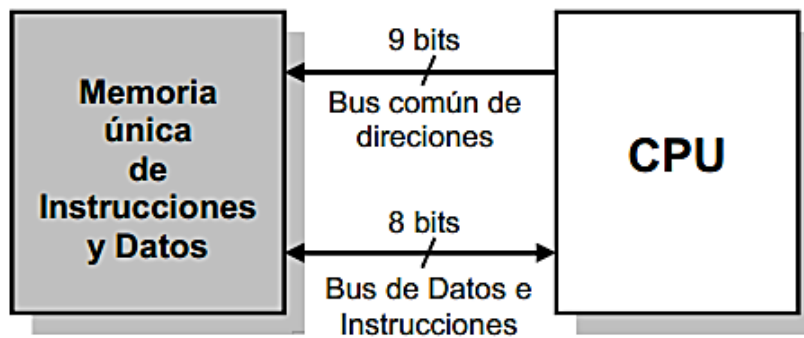 Memoria
única
de
Instrucciones
y Datos
9 bits
Bus común de
direciones
8 bits
Bus de Datos e
Instrucciones
CPU